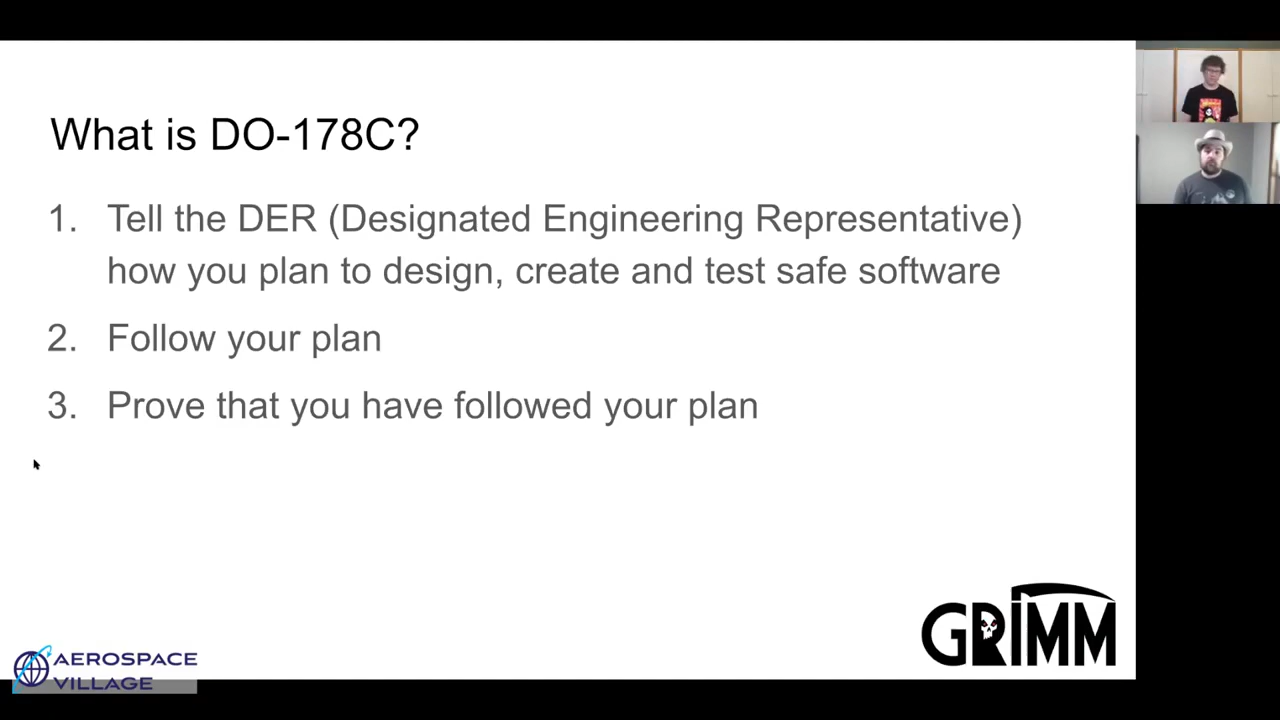 What is DO-178C?
1. Tell the DER (Designated Engineering Representative)
how you plan to design, create and test safe software
2. Follow your plan
3. Prove that you have followed your plan
GRIMM
AEROSPACE
VILLAGE